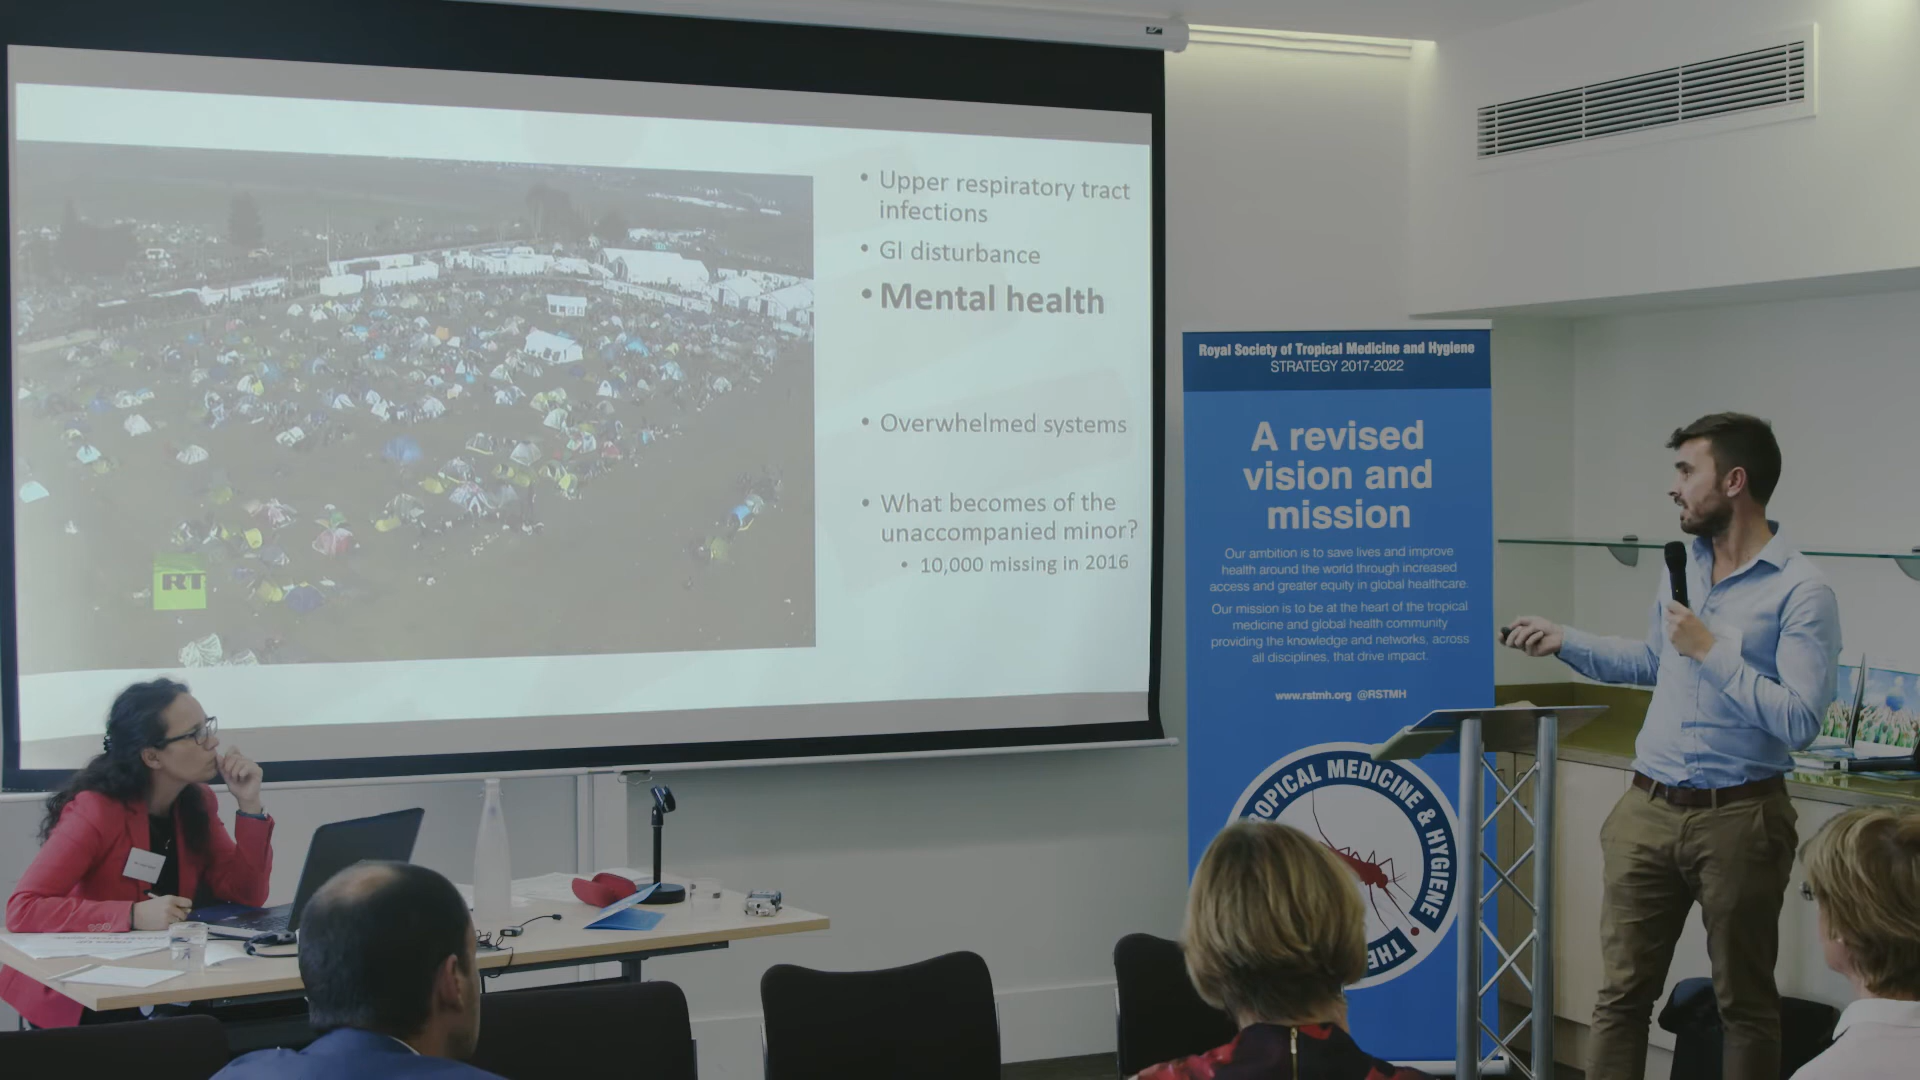 • Upper respiratory tract
infections
• GI disturbance
• Mental health
• Overwhelmed systems
• What becomes of the
unaccompanied minor?
• 10,000 missing in 2016
RT
Royal Society of Tropical Medicine and Hygiene
STRATEGY 2017-2022
A revised
vision and
mission
Our ambition is to save lives and improve
health around the world through increased
access and greater equity in global healthcare.
Our mission is to be at the heart of the tropical
medicine and global health community
providing the knowledge and networks, across
all disciplines, that drive impact.
www.rstmh.org @RSTMH
OPICAL MEDICINE & HYGIENE
THE